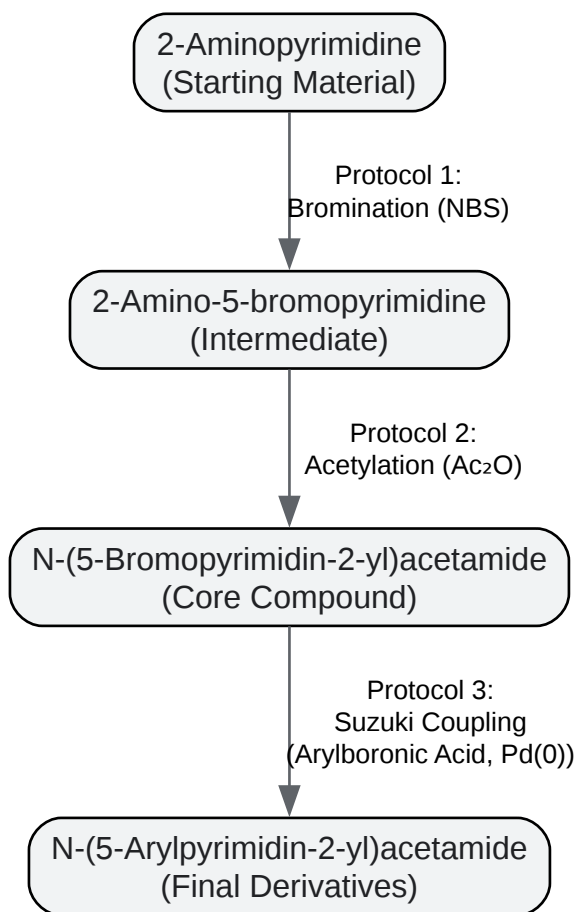 2-Aminopyrimidine
(Starting Material)
Protocol 1:
Bromination (NBS)
2-Amino-5-bromopyrimidine
(Intermediate)
Protocol 2:
Acetylation (Ac₂O)
N-(5-Bromopyrimidin-2-yl)acetamide
(Core Compound)
Protocol 3:
Suzuki Coupling
(Arylboronic Acid, Pd(0))
N-(5-Arylpyrimidin-2-yl)acetamide
(Final Derivatives)